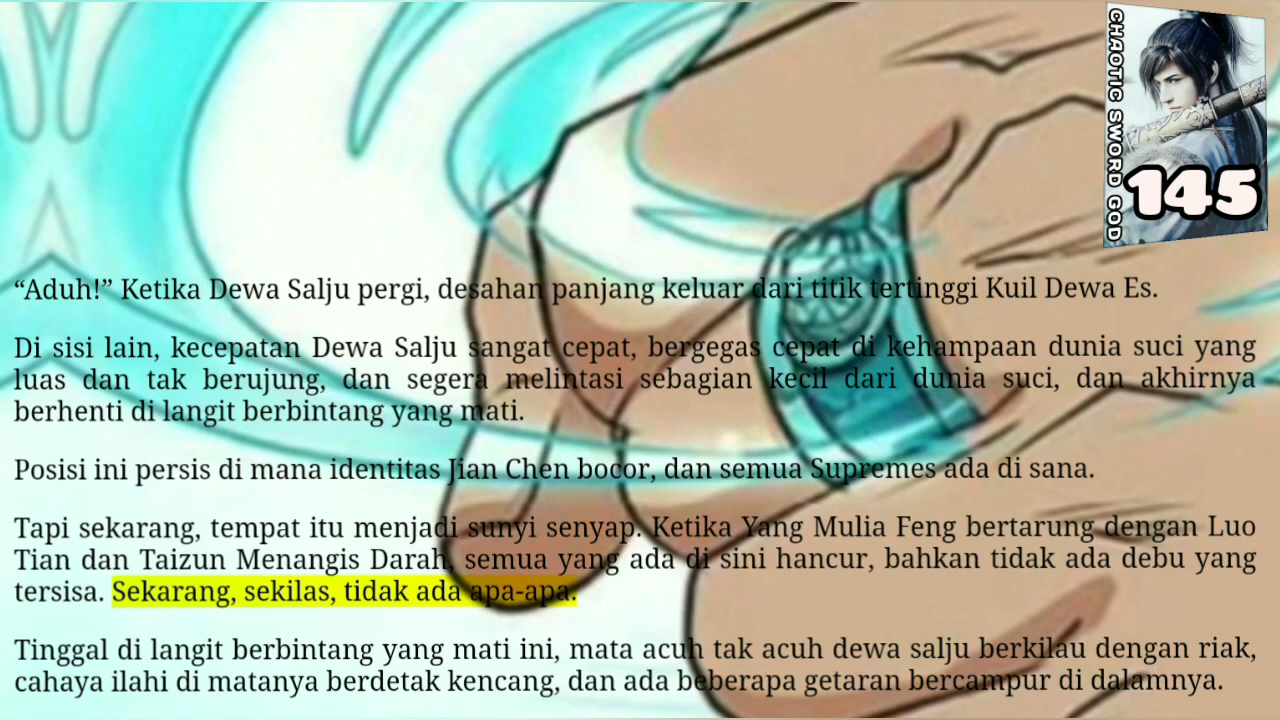 CHAOTIC SWORD GOD
145
“Aduh!” Ketika Dewa Salju pergi, desahan panjang keluar dari titik tertinggi Kuil Dewa Es.
Di sisi lain, kecepatan Dewa Salju sangat cepat, bergegas cepat di kehampaan dunia suci yang
luas dan tak berujung, dan segera melintasi sebagian kecil dari dunia suci, dan akhirnya
berhenti di langit berbintang yang mati.
Posisi ini persis di mana identitas Jian Chen bocor, dan semua Supremes ada di sana.
Tapi sekarang, tempat itu menjadi sunyi senyap. Ketika Yang Mulia Feng bertarung dengan Luo
Tian dan Taizun Menangis Darah, semua yang ada di sini hancur, bahkan tidak ada debu yang
tersisa. Sekarang, sekilas, tidak ada apa-apa.
Tinggal di langit berbintang yang mati ini, mata acuh tak acuh dewa salju berkilau dengan riak,
cahaya ilahi di matanya berdetak kencang, dan ada beberapa getaran bercampur di dalamnya.